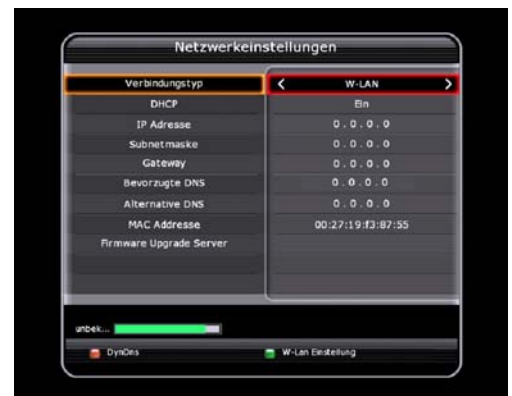 Netzwerkeinstellungen
Verbindungstyp W-LAN
DHCP Ein
IP Adresse 0.0.0.0
Subnetmaske 0.0.0.0
Gateway 0.0.0.0
Bevorzugte DNS 0.0.0.0
Alternative DNS 0.0.0.0
MAC Addresse 00:27:19:f3:87:55
Firmware Upgrade Server
unbek...
DynDns W-Lan Einstellung